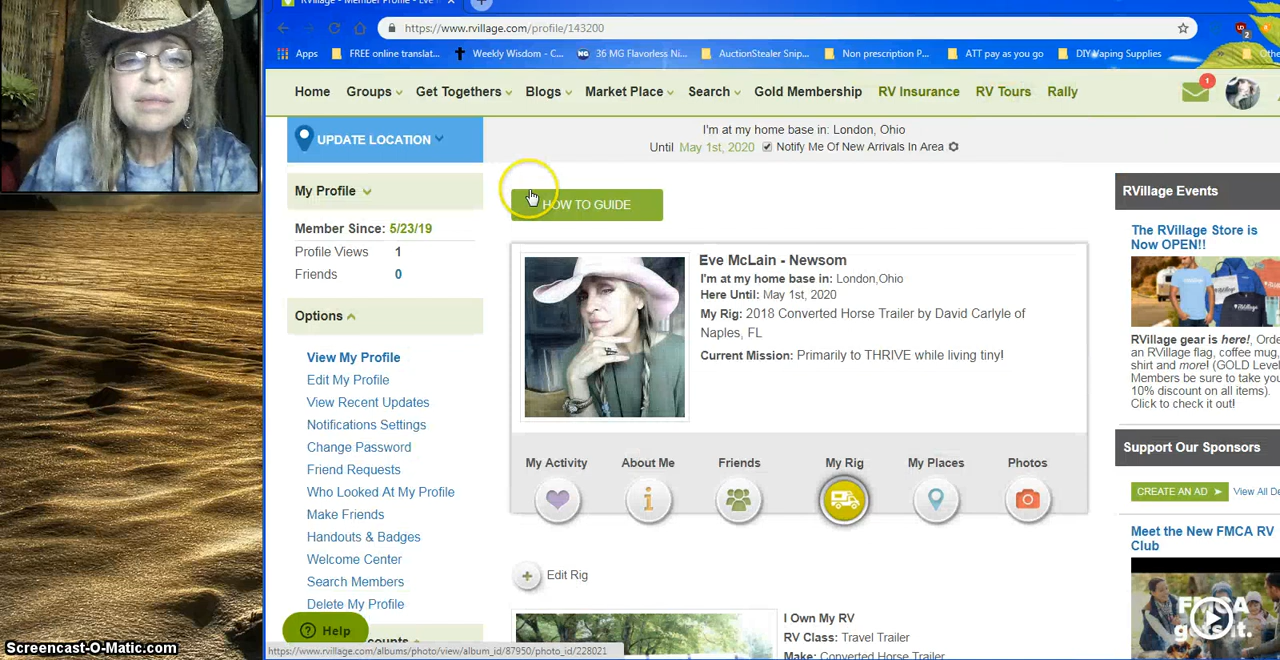 RVillage - Member Profile - Eve
https://www.rvillage.com/profile/143200
Apps
FREE online translat...
Weekly Wisdom - C...
36 MG Flavorless Ni...
AuctionStealer Snip...
Non prescription P...
ATT pay as you go
DIY Vaping Supplies
Othe
Home
Groups
Get Togethers
Blogs
Market Place
Search
Gold Membership
RV Insurance
RV Tours
Rally
1
UPDATE LOCATION
I'm at my home base in: London, Ohio
Until May 1st, 2020 Notify Me Of New Arrivals In Area
My Profile
Member Since: 5/23/19
Profile Views 1
Friends 0
Options
View My Profile
Edit My Profile
View Recent Updates
Notifications Settings
Change Password
Friend Requests
Who Looked At My Profile
Make Friends
Handouts & Badges
Welcome Center
Search Members
Delete My Profile
Help
HOW TO GUIDE
Eve McLain - Newsom
I'm at my home base in: London,Ohio
Here Until: May 1st, 2020
My Rig: 2018 Converted Horse Trailer by David Carlyle of
Naples, FL
Current Mission: Primarily to THRIVE while living tiny!
My Activity
About Me
Friends
My Rig
My Places
Photos
Edit Rig
I Own My RV
RV Class: Travel Trailer
Make: Converted Horse Trailer
RVillage Events
The RVillage Store is
Now OPEN!!
RVillage gear is here!, Orde
an RVillage flag, coffee mug,
shirt and more! (GOLD Level
Members be sure to take you
10% discount on all items).
Click to check it out!
Support Our Sponsors
CREATE AN AD
View All De
Meet the New FMCA RV
Club
FMCA
https://www.rvillage.com/albums/photo/view/album_id/87950/photo_id/228021
Screencast-O-Matic.com